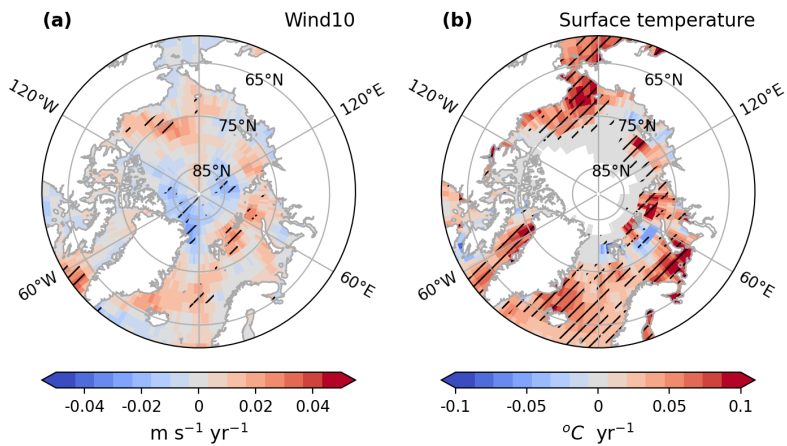 (a) Wind10
(b) Surface temperature
120°W 65°N 120°E
75°N
85°N
60°W 60°E
120°W 65°N 120°E
75°N
85°N
60°W 60°E
-0.04 -0.02 0 0.02 0.04
m s⁻¹ yr⁻¹
-0.1 -0.05 0 0.05 0.1
°C yr⁻¹